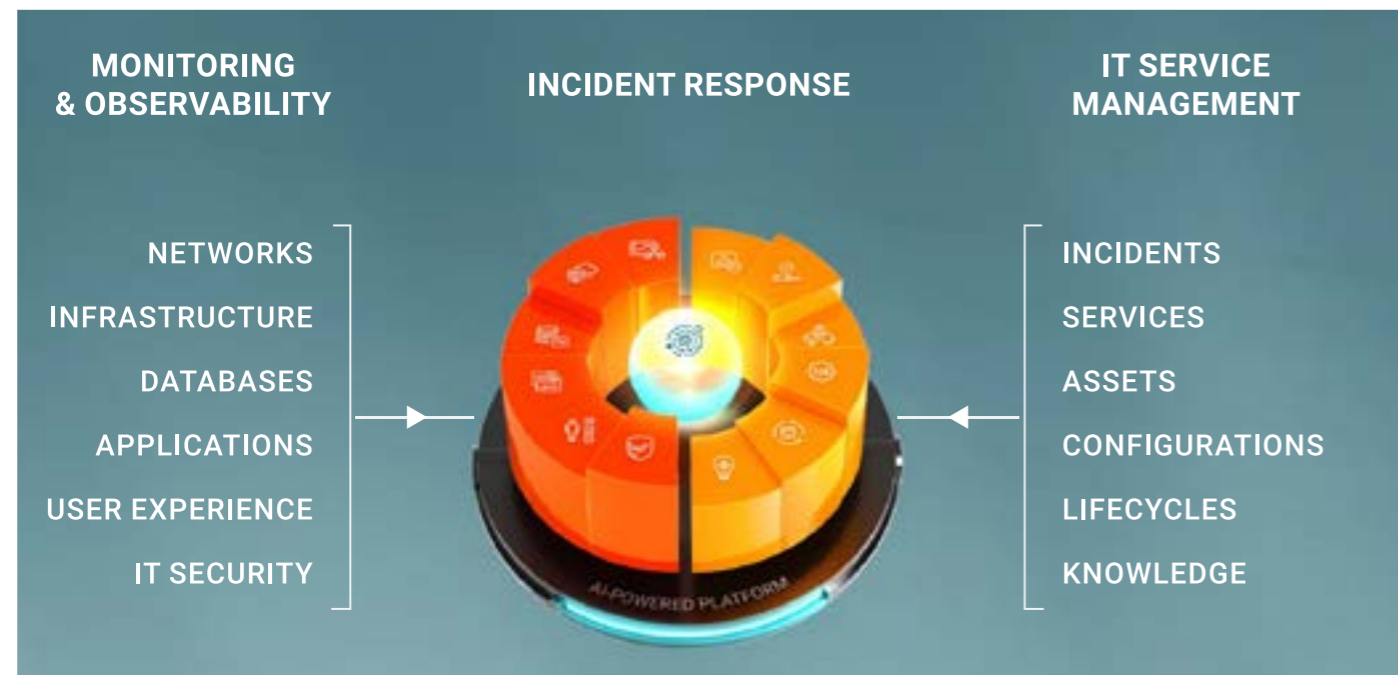 MONITORING
& OBSERVABILITY
INCIDENT RESPONSE
IT SERVICE
MANAGEMENT
NETWORKS
INFRASTRUCTURE
DATABASES
APPLICATIONS
USER EXPERIENCE
IT SECURITY
INCIDENTS
SERVICES
ASSETS
CONFIGURATIONS
LIFECYCLES
KNOWLEDGE
AI-POWERED PLATFORM